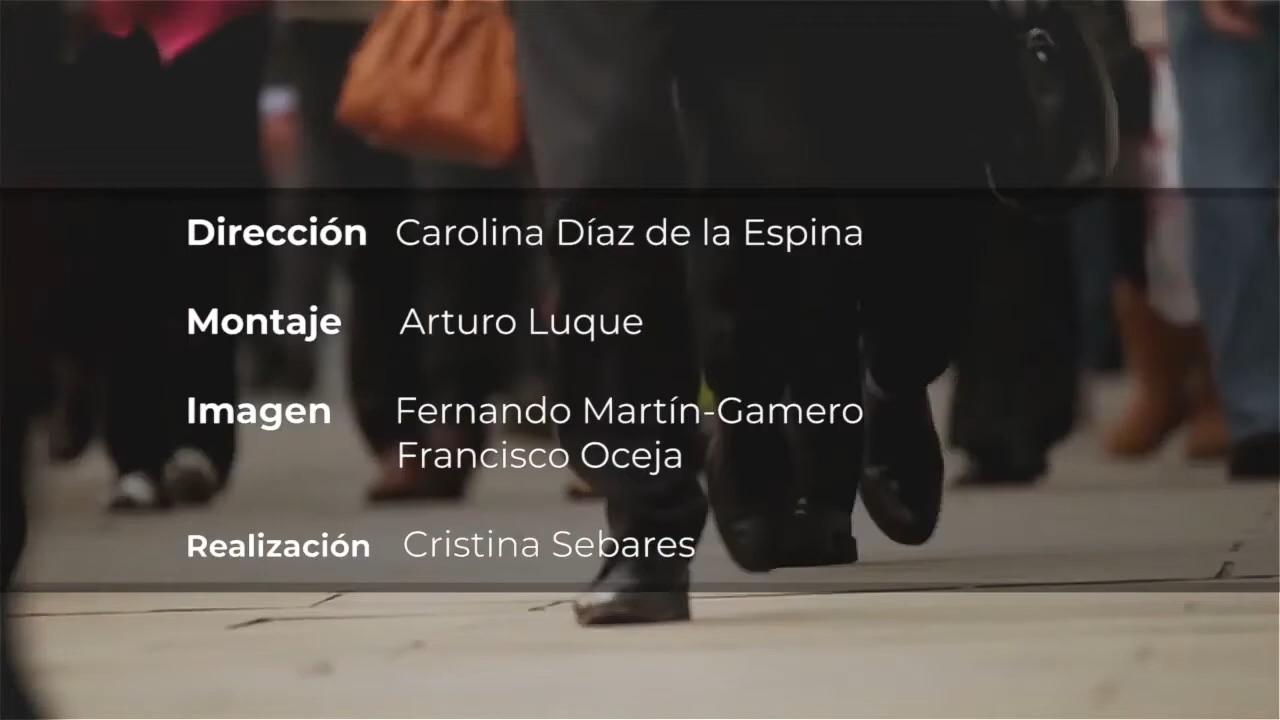 Dirección Carolina Díaz de la Espina
Montaje Arturo Luque
Imagen Fernando Martín-Gamero
Francisco Oceja
Realización Cristina Sebares